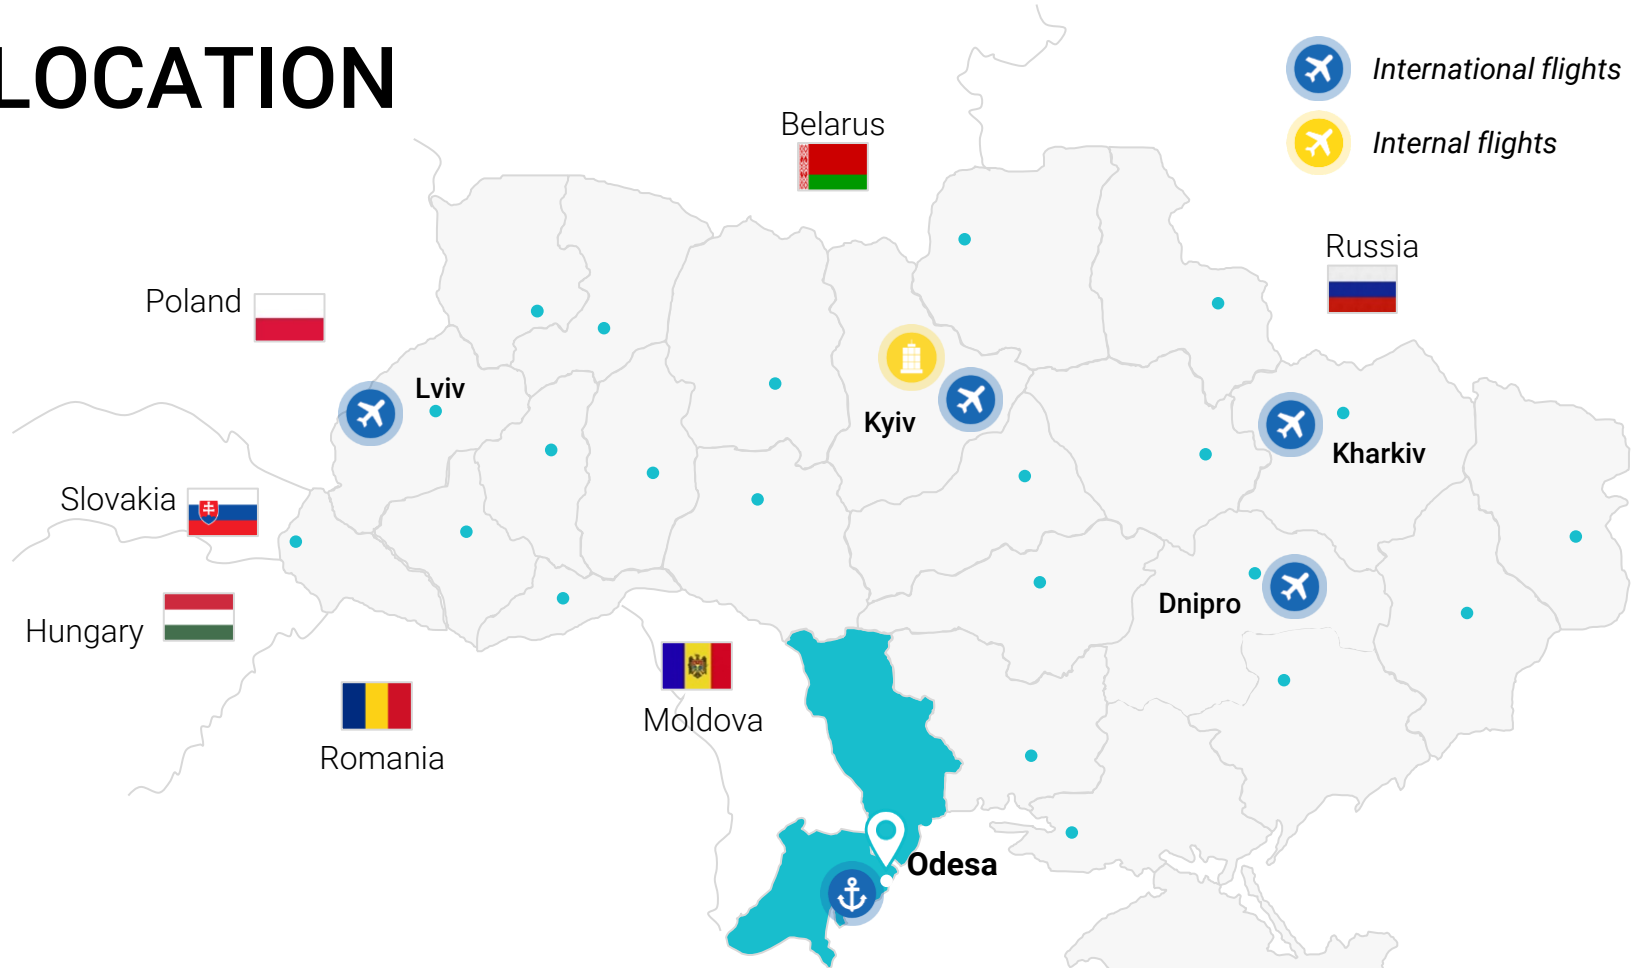 LOCATION
International flights
Internal flights
Belarus
Russia
Poland
Lviv
Kyiv
Kharkiv
Slovakia
Dnipro
Hungary
Moldova
Romania
Odesa